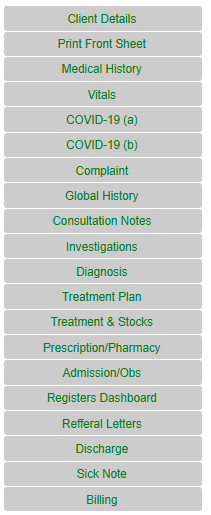 Client Details
Print Front Sheet
Medical History
Vitals
COVID-19 (a)
COVID-19 (b)
Complaint
Global History
Consultation Notes
Investigations
Diagnosis
Treatment Plan
Treatment & Stocks
Prescription/Pharmacy
Admission/Obs
Registers Dashboard
Refferal Letters
Discharge
Sick Note
Billing